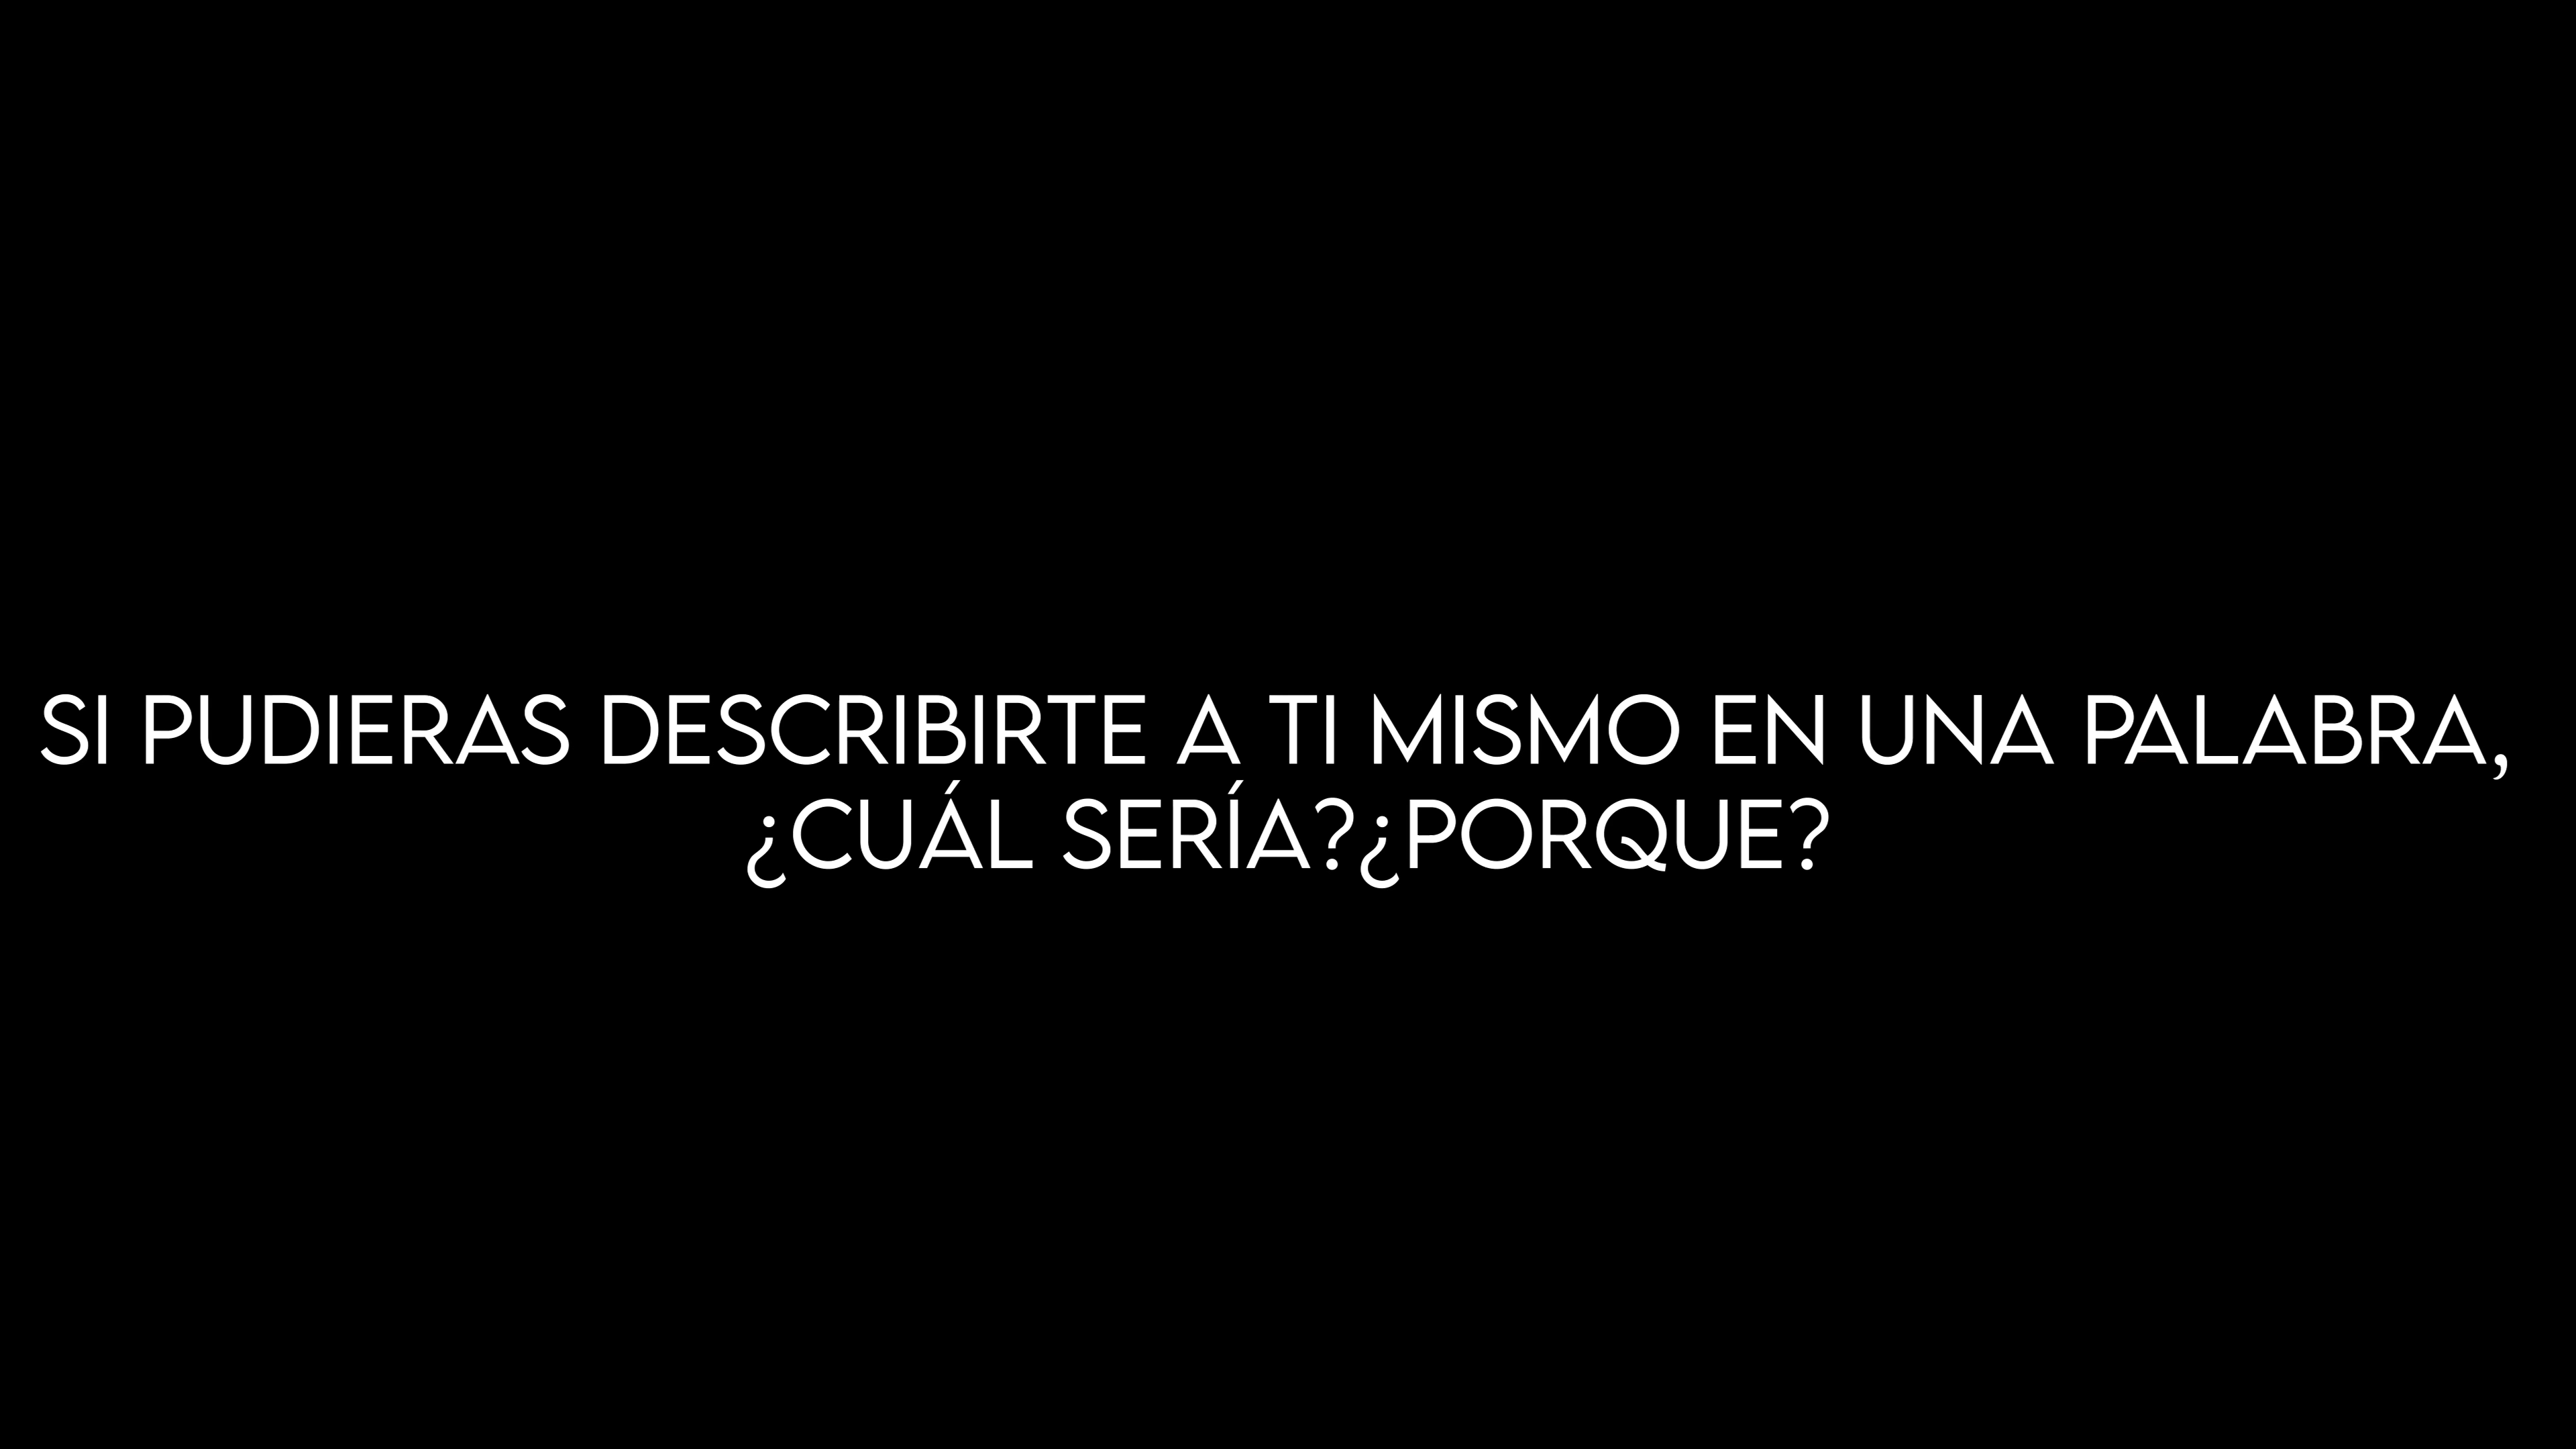 SI PUDIERAS DESCRIBIRTE A TI MISMO EN UNA PALABRA,
¿CUÁL SERÍA?¿PORQUE?